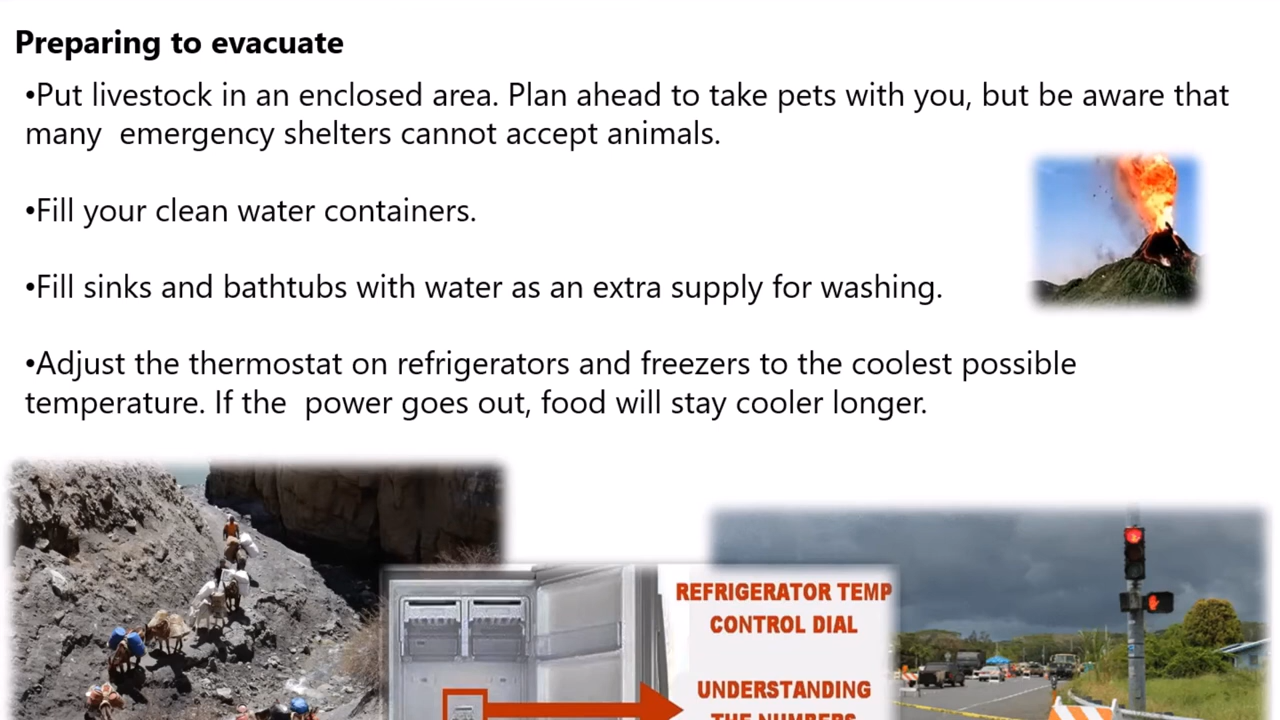 Preparing to evacuate
•Put livestock in an enclosed area. Plan ahead to take pets with you, but be aware that
many  emergency shelters cannot accept animals.
•Fill your clean water containers.
•Fill sinks and bathtubs with water as an extra supply for washing.
•Adjust the thermostat on refrigerators and freezers to the coolest possible
temperature. If the  power goes out, food will stay cooler longer.
REFRIGERATOR TEMP
CONTROL DIAL
UNDERSTANDING
THE NUMBERS